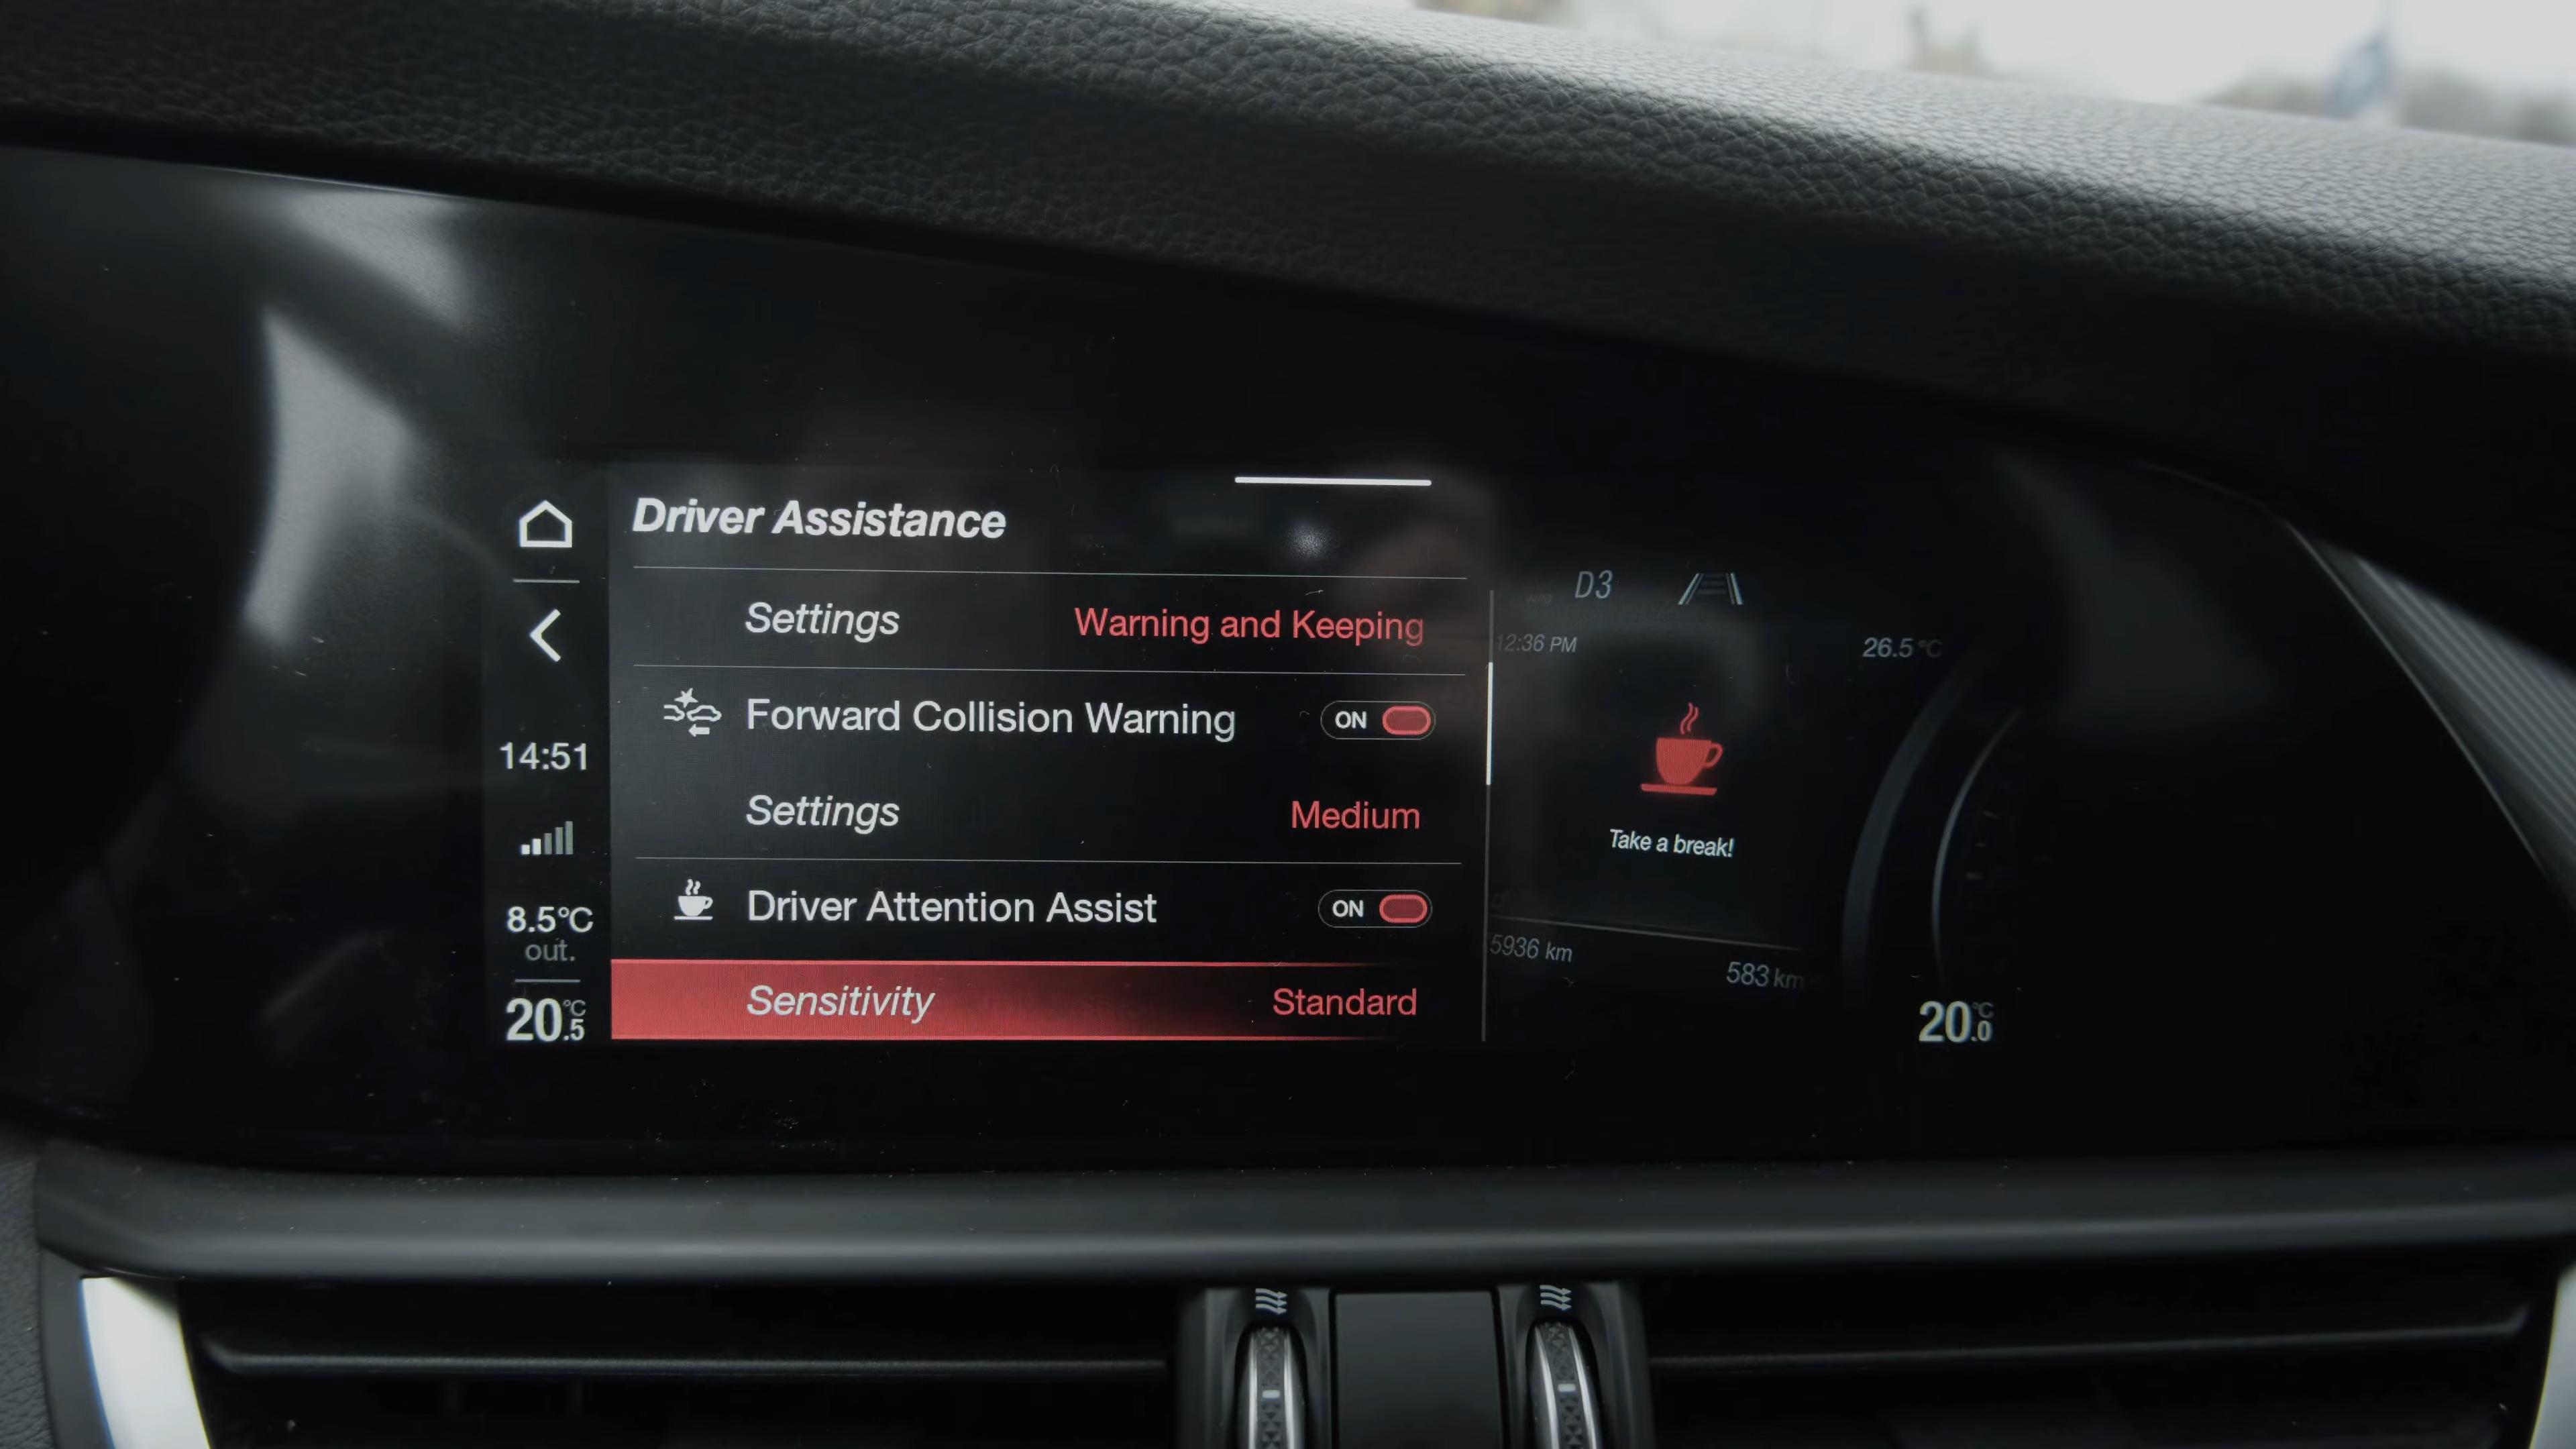 Driver Assistance
Settings Warning and Keeping
Forward Collision Warning ON
Settings Medium
Driver Attention Assist ON
Sensitivity Standard
14:51
8.5°C
out.
20.5°C
D3
12:36 PM 26.5°C
Take a break!
5936 km 583 km
20.0°C